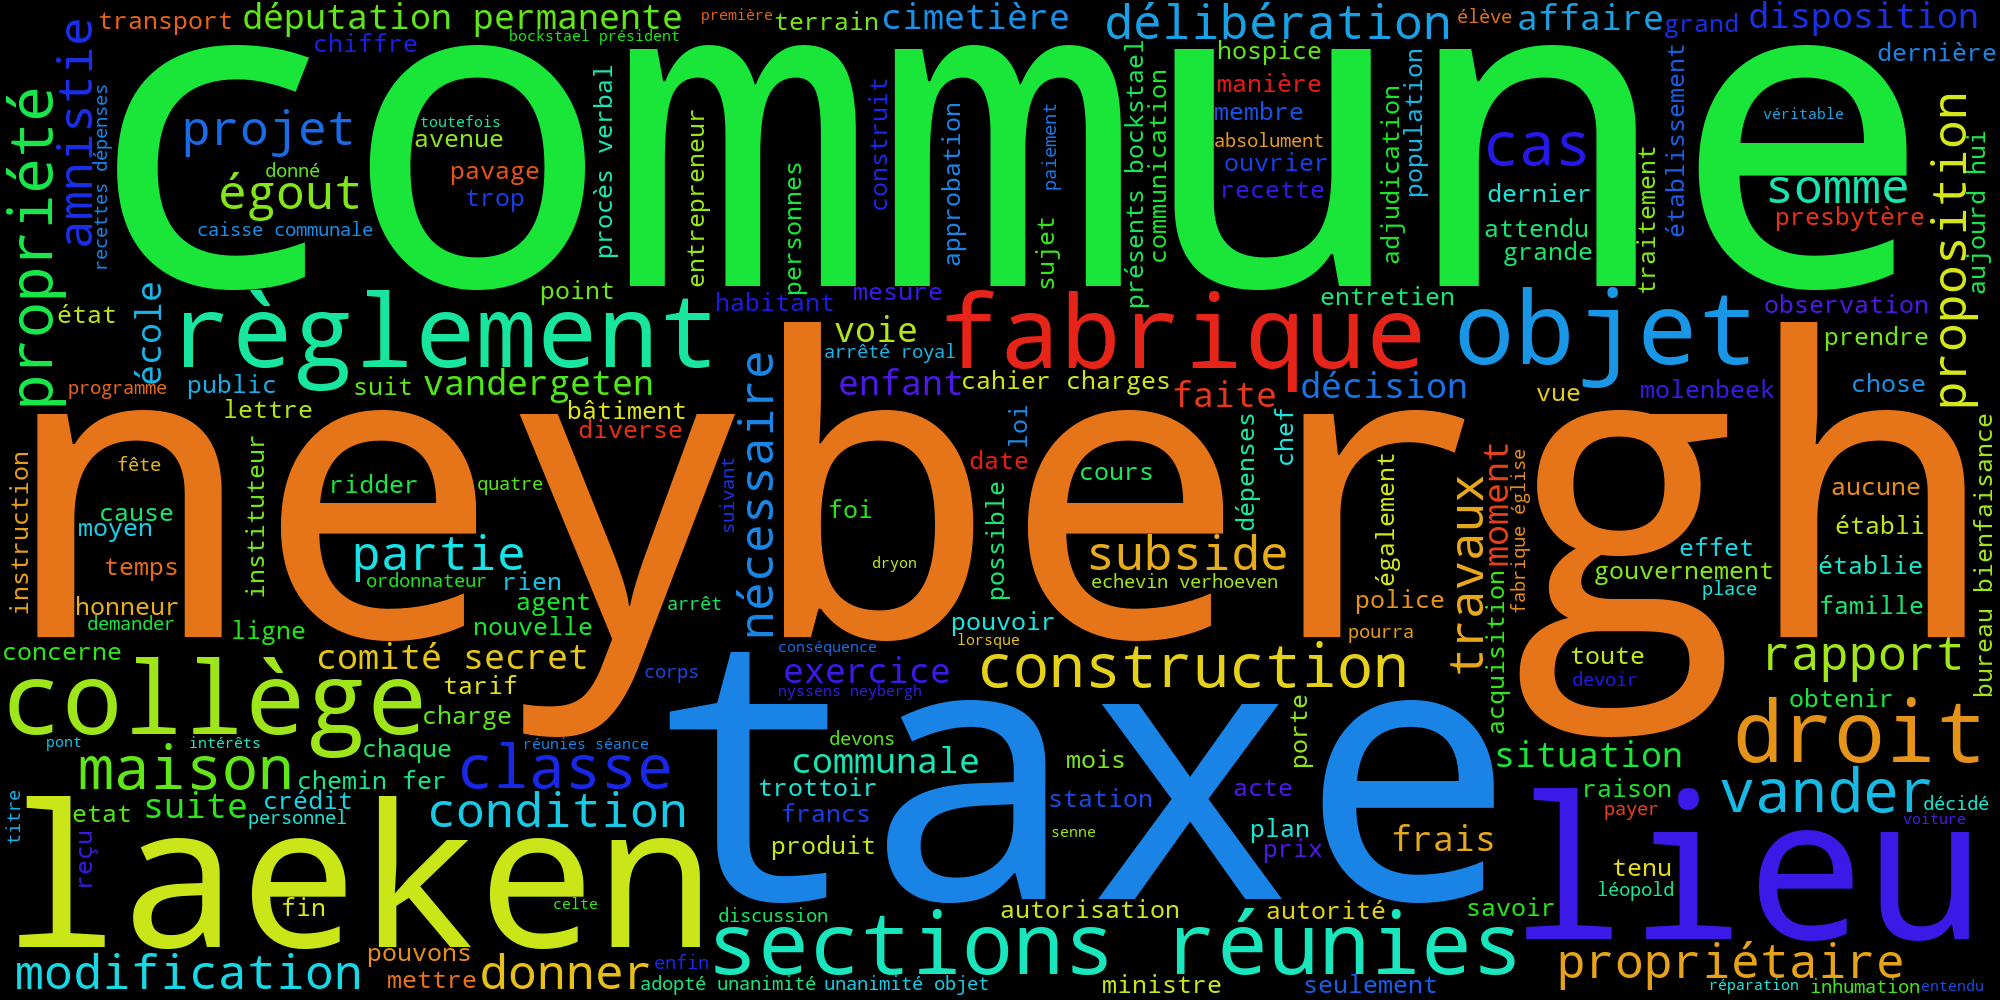 commune
neybergh
taxe
laeken
lieu
règlement
fabrique
objet
collège
droit
sections réunies
maison
classe
construction
vander
rapport
propriétaire
modification
donner
condition
propriété
amnistie
proposition
nécessaire
travaux
moment
subside
partie
somme
cas
projet
égout
transport
députation permanente
bockstael président
première
terrain
cimetière
délibération
élève
affaire
grand
disposition
dernière
chiffre
hospice
manière
membre
absolument
ouvrier
recette
toutefois
avenue
pavage
trop
donné
caisse communale
recettes dépenses
procès verbal
entrepreneur
personnes
construit
approbation
paiement
sujet
présents bockstael
communication
adjudication
population
dernier
attendu
grande
traitement
établissement
véritable
presbytère
aujourd hui
état
école
point
habitant
mesure
entretien
observation
prendre
voie
arrêté royal
programme
public
suit
vandergeten
enfant
cahier charges
faite
décision
vue
molenbeek
chose
lettre
bâtiment
diverse
loi
date
chef
dépenses
cours
instruction
fête
cause
moyen
temps
honneur
demander
instituteur
ridder
quatre
ordonnateur
rien
agent
nouvelle
arrêt
suivant
foi
dryon
possible
echevin verhoeven
également
police
pourra
fabrique église
acquisition
aucune
établi
effet
gouvernement
établie
place
famille
bureau bienfaisance
ligne
concerne
comité secret
tarif
charge
corps
conséquence
exercice
nyssens neybergh
pouvoir
lorsque
toute
devoir
obtenir
pont
intérêts
chaque
réunies séance
chemin fer
devons
communale
mois
porte
situation
etat
suite
crédit
personnel
trottoir
francs
produit
station
senne
acte
plan
prix
frais
raison
payer
décidé
voiture
titre
reçu
fin
celte
tenu
léopold
discussion
autorisation
autorité
savoir
pouvons
mettre
enfin
adopté unanimité
unanimité objet
ministre
seulement
réparation
inhumation
entendu